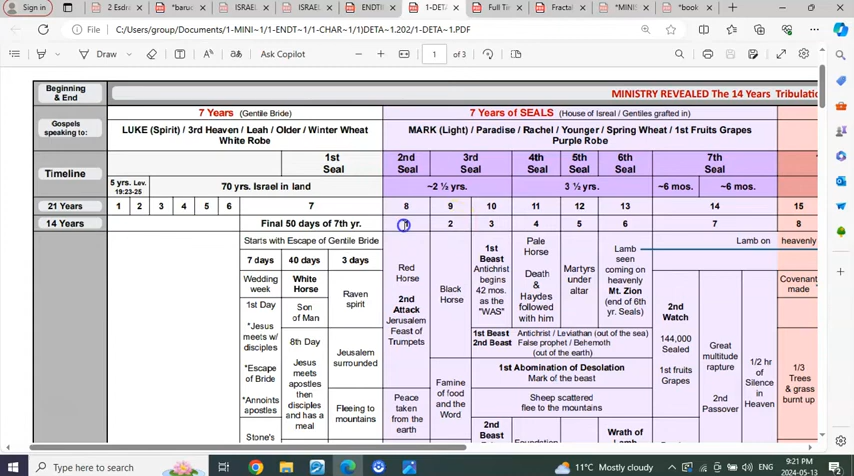 Sign in
2 Esdra
*baruc
ISRAEL
ISRAEL
ENDTI
1-DETA
Full Tim
Fractal
*MINIS
*book
File
C:/Users/group/Documents/1-MINI~1/1-ENDT~1/1-CHAR~1/1)DETA~1.202/1-DETA~1.PDF
Draw
Ask Copilot
1 of 3
Beginning & End
MINISTRY REVEALED The 14 Years Tribulatio
Gospels speaking to:
7 Years (Gentile Bride)
7 Years of SEALS (House of Isreal / Gentiles grafted in)
LUKE (Spirit) / 3rd Heaven / Leah / Older / Winter Wheat
White Robe
MARK (Light) / Paradise / Rachel / Younger / Spring Wheat / 1st Fruits Grapes
Purple Robe
Timeline
1st Seal
2nd Seal
3rd Seal
4th Seal
5th Seal
6th Seal
7th Seal
5 yrs. Lev. 19:23-25
70 yrs. Israel in land
~2 ½ yrs.
3 ½ yrs.
~6 mos.
~6 mos.
21 Years
1 2 3 4 5 6 7 8 9 10 11 12 13 14 15
14 Years
Final 50 days of 7th yr.
1 2 3 4 5 6 7 8
Starts with Escape of Gentile Bride
7 days
40 days
3 days
Wedding week
1st Day
*Jesus meets w/ disciples
*Escape of Bride
*Annoints apostles
Stone's
White Horse
Son of Man
8th Day
Jesus meets apostles then disciples and has a meal
Raven spirit
Jeusalem surrounded
Fleeing to mountains
Red Horse
2nd Attack
Jerusalem Feast of Trumpets
Peace taken from the earth
Black Horse
Famine of food and the Word
1st Beast
Antichrist begins 42 mos. as the "WAS"
Pale Horse
Death & Haydes followed with him
Martyrs under altar
Lamb seen coming on heavenly Mt. Zion (end of 6th yr. Seals)
Lamb on heavenly
1st Beast Antichrist / Leviathan (out of the sea)
2nd Beast False prophet / Behemoth (out of the earth)
1st Abomination of Desolation
Mark of the beast
Sheep scattered
flee to the mountains
2nd Beast
Foundation
Wrath of Lamb
2nd Watch
144,000 Sealed
1st fruits Grapes
Great multitude rapture
2nd Passover
1/2 hr of Silence in Heaven
Covenant made
1/3 Trees & grass burnt up
Type here to search
11°C Mostly cloudy
ENG
9:21 PM
2024-05-13